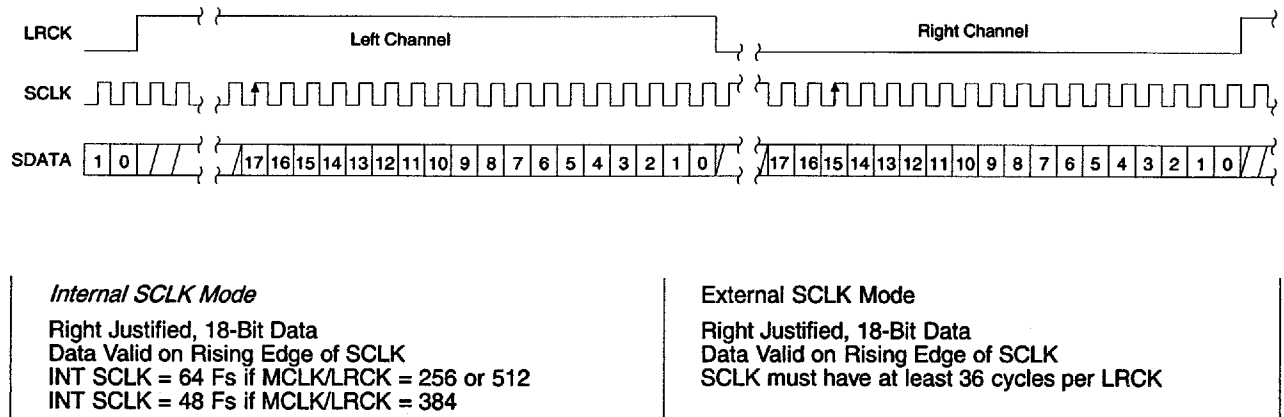 LRCK Left Channel Right Channel
SCLK
SDATA 1 0 17 16 15 14 13 12 11 10 9 8 7 6 5 4 3 2 1 0 17 16 15 14 13 12 11 10 9 8 7 6 5 4 3 2 1 0
Internal SCLK Mode
Right Justified, 18-Bit Data
Data Valid on Rising Edge of SCLK
INT SCLK = 64 Fs if MCLK/LRCK = 256 or 512
INT SCLK = 48 Fs if MCLK/LRCK = 384
External SCLK Mode
Right Justified, 18-Bit Data
Data Valid on Rising Edge of SCLK
SCLK must have at least 36 cycles per LRCK